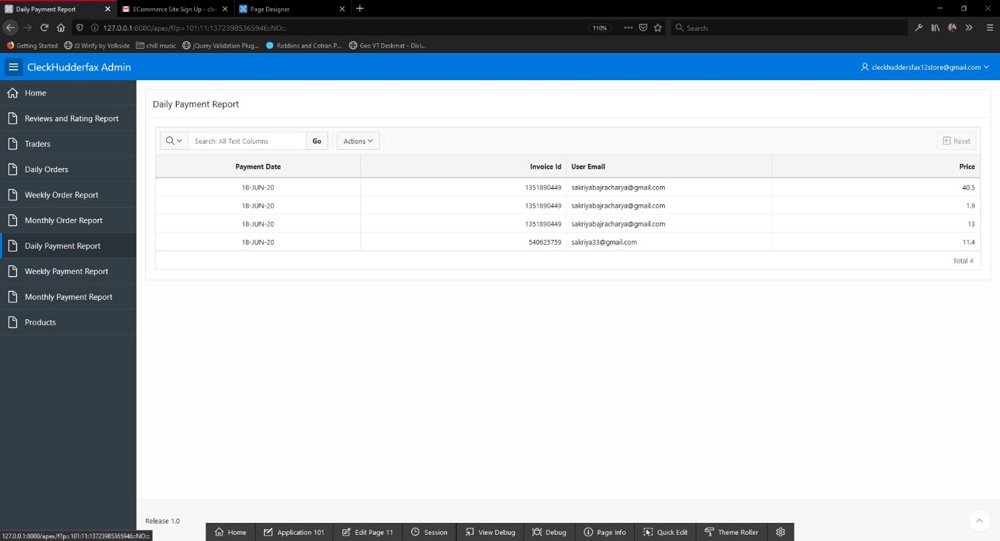 Daily Payment Report
ECommerce Site Sign Up - clec
Page Designer
127.0.0.1:8080/apex/f?p=101:11:13723985365946::NO:::
110%
Search
Getting Started
Wirify by Volkside
chill music
jQuery Validation Plug...
Robbins and Cotran P...
Geo VT Deskmat – Dixi...
CleckHudderfax Admin
cleckhuddersfax12store@gmail.com
Home
Reviews and Rating Report
Traders
Daily Orders
Weekly Order Report
Monthly Order Report
Daily Payment Report
Weekly Payment Report
Monthly Payment Report
Products
Daily Payment Report
Search: All Text Columns
Go
Actions
Reset
Payment Date Invoice Id User Email Price
18-JUN-20 1351890449 sakriyabajracharya@gmail.com 40.5
18-JUN-20 1351890449 sakriyabajracharya@gmail.com 1.9
18-JUN-20 1351890449 sakriyabajracharya@gmail.com 13
18-JUN-20 540625759 sakriya33@gmail.com 11.4
Total 4
Release 1.0
127.0.0.1:8080/apex/f?p=101:11:13723985365946::NO:::
Home
Application 101
Edit Page 11
Session
View Debug
Debug
Page Info
Quick Edit
Theme Roller